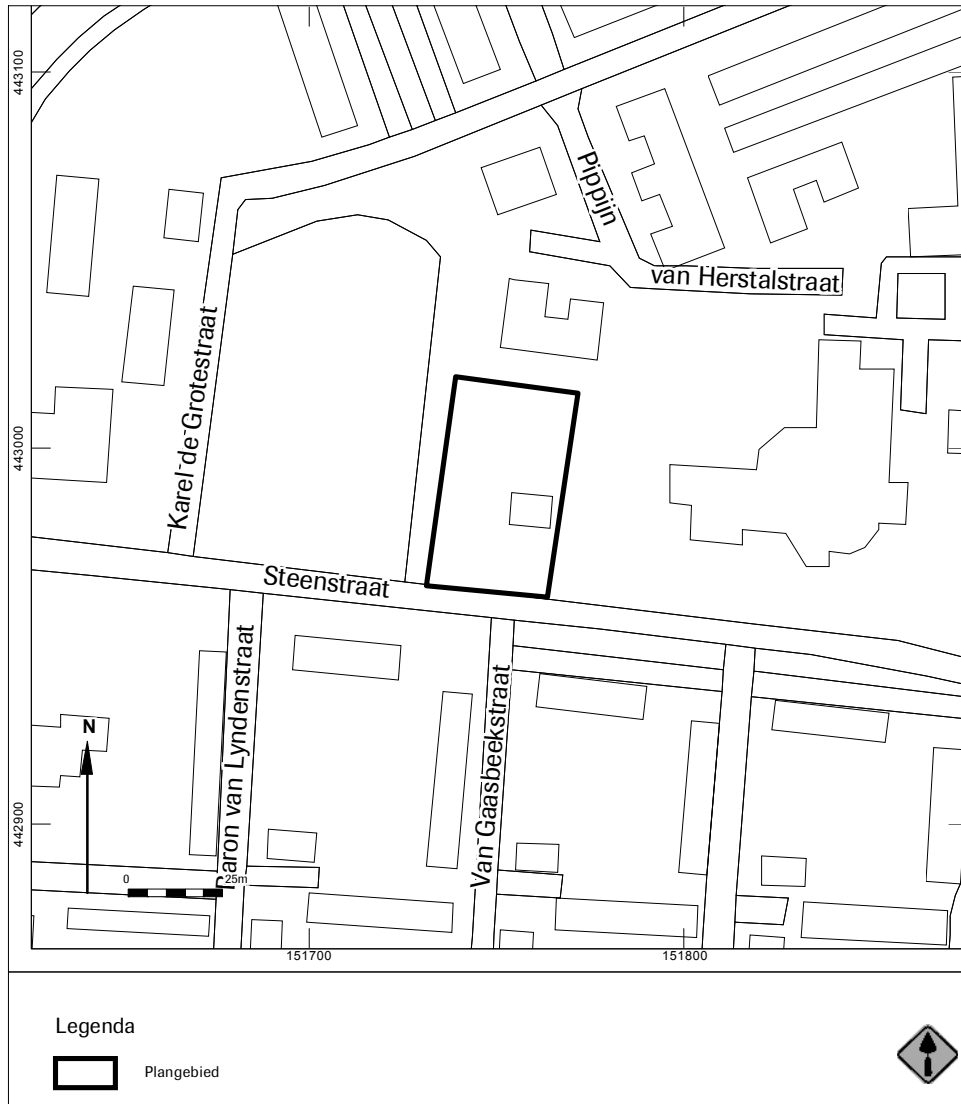 443100
Pippijn
van Herstalstraat
Karel de Grotestraat
443000
Steenstraat
Baron van Lyndenstraat
Van Gaasbeekstraat
N
442900
0
25m
151700
151800
Legenda
Plangebied